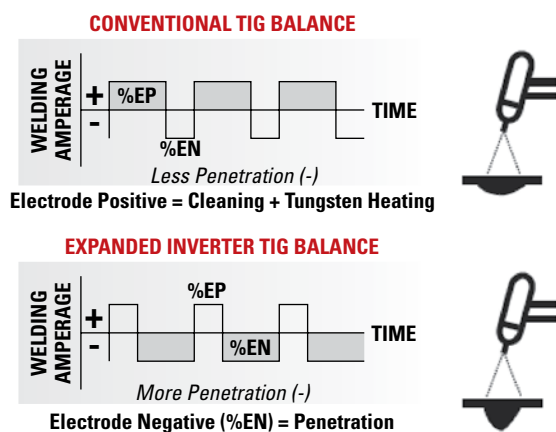 CONVENTIONAL TIG BALANCE
WELDING
AMPERAGE
+
-
%EP
TIME
%EN
Less Penetration (-)
Electrode Positive = Cleaning + Tungsten Heating
EXPANDED INVERTER TIG BALANCE
WELDING
AMPERAGE
%EP
+
-
TIME
%EN
More Penetration (-)
Electrode Negative (%EN) = Penetration